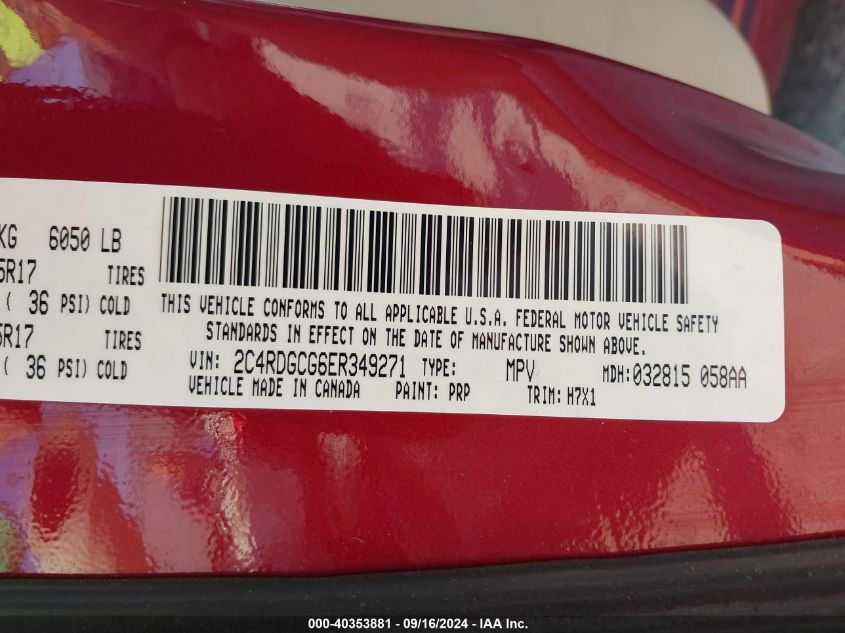 KG 6050 LB
5R17 TIRES
( 36 PSI) COLD
5R17 TIRES
( 36 PSI) COLD
THIS VEHICLE CONFORMS TO ALL APPLICABLE U.S.A. FEDERAL MOTOR VEHICLE SAFETY
STANDARDS IN EFFECT ON THE DATE OF MANUFACTURE SHOWN ABOVE.
VIN: 2C4RDGCG6ER349271 TYPE: MPV MDH: 032815 058AA
VEHICLE MADE IN CANADA PAINT: PRP TRIM: H7X1
000-40353881 - 09/16/2024 - IAA Inc.